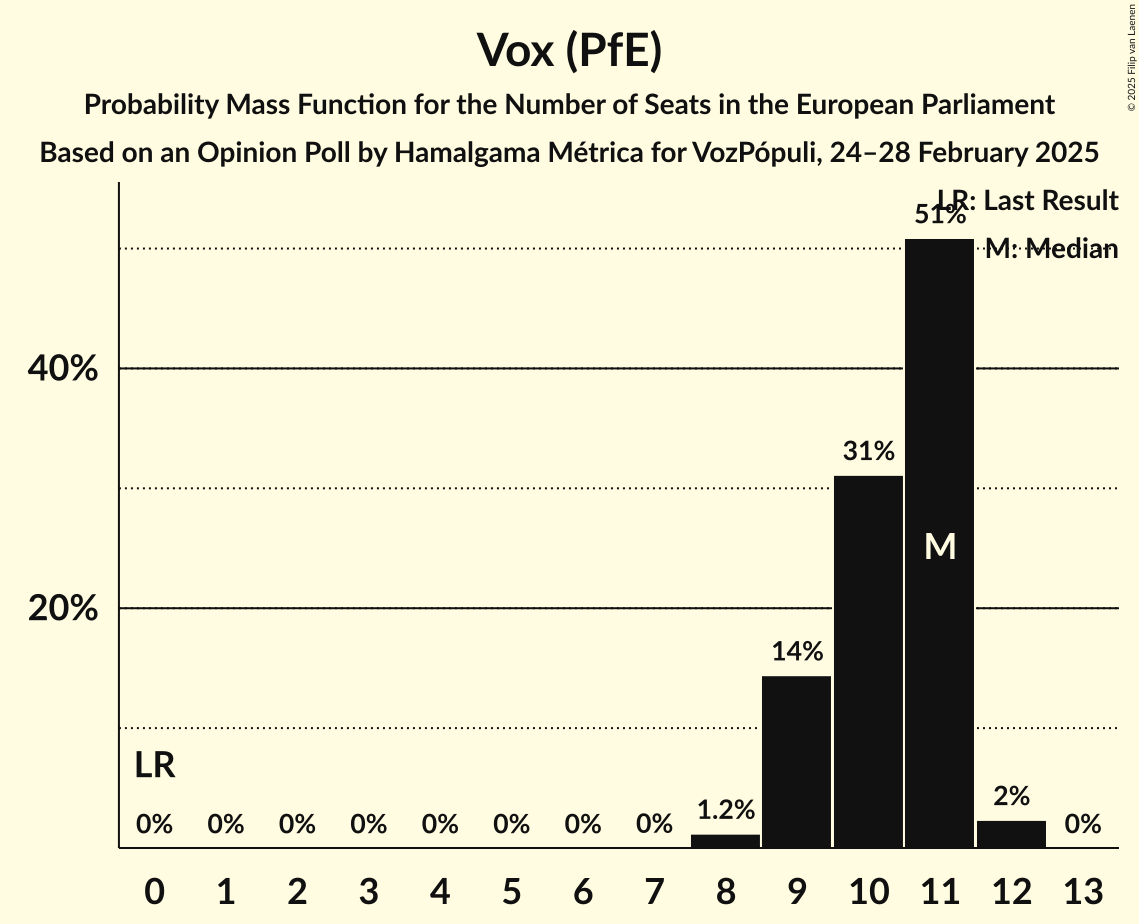 Vox (PfE)
Probability Mass Function for the Number of Seats in the European Parliament
Based on an Opinion Poll by Hamalgama Métrica for VozPópuli, 24–28 February 2025
© 2025 Filip van Laenen
LR: Last Result
M: Median
51%
40%
31%
M
20%
14%
LR
0% 0% 0% 0% 0% 0% 0% 0% 1.2% 2% 0%
0 1 2 3 4 5 6 7 8 9 10 11 12 13